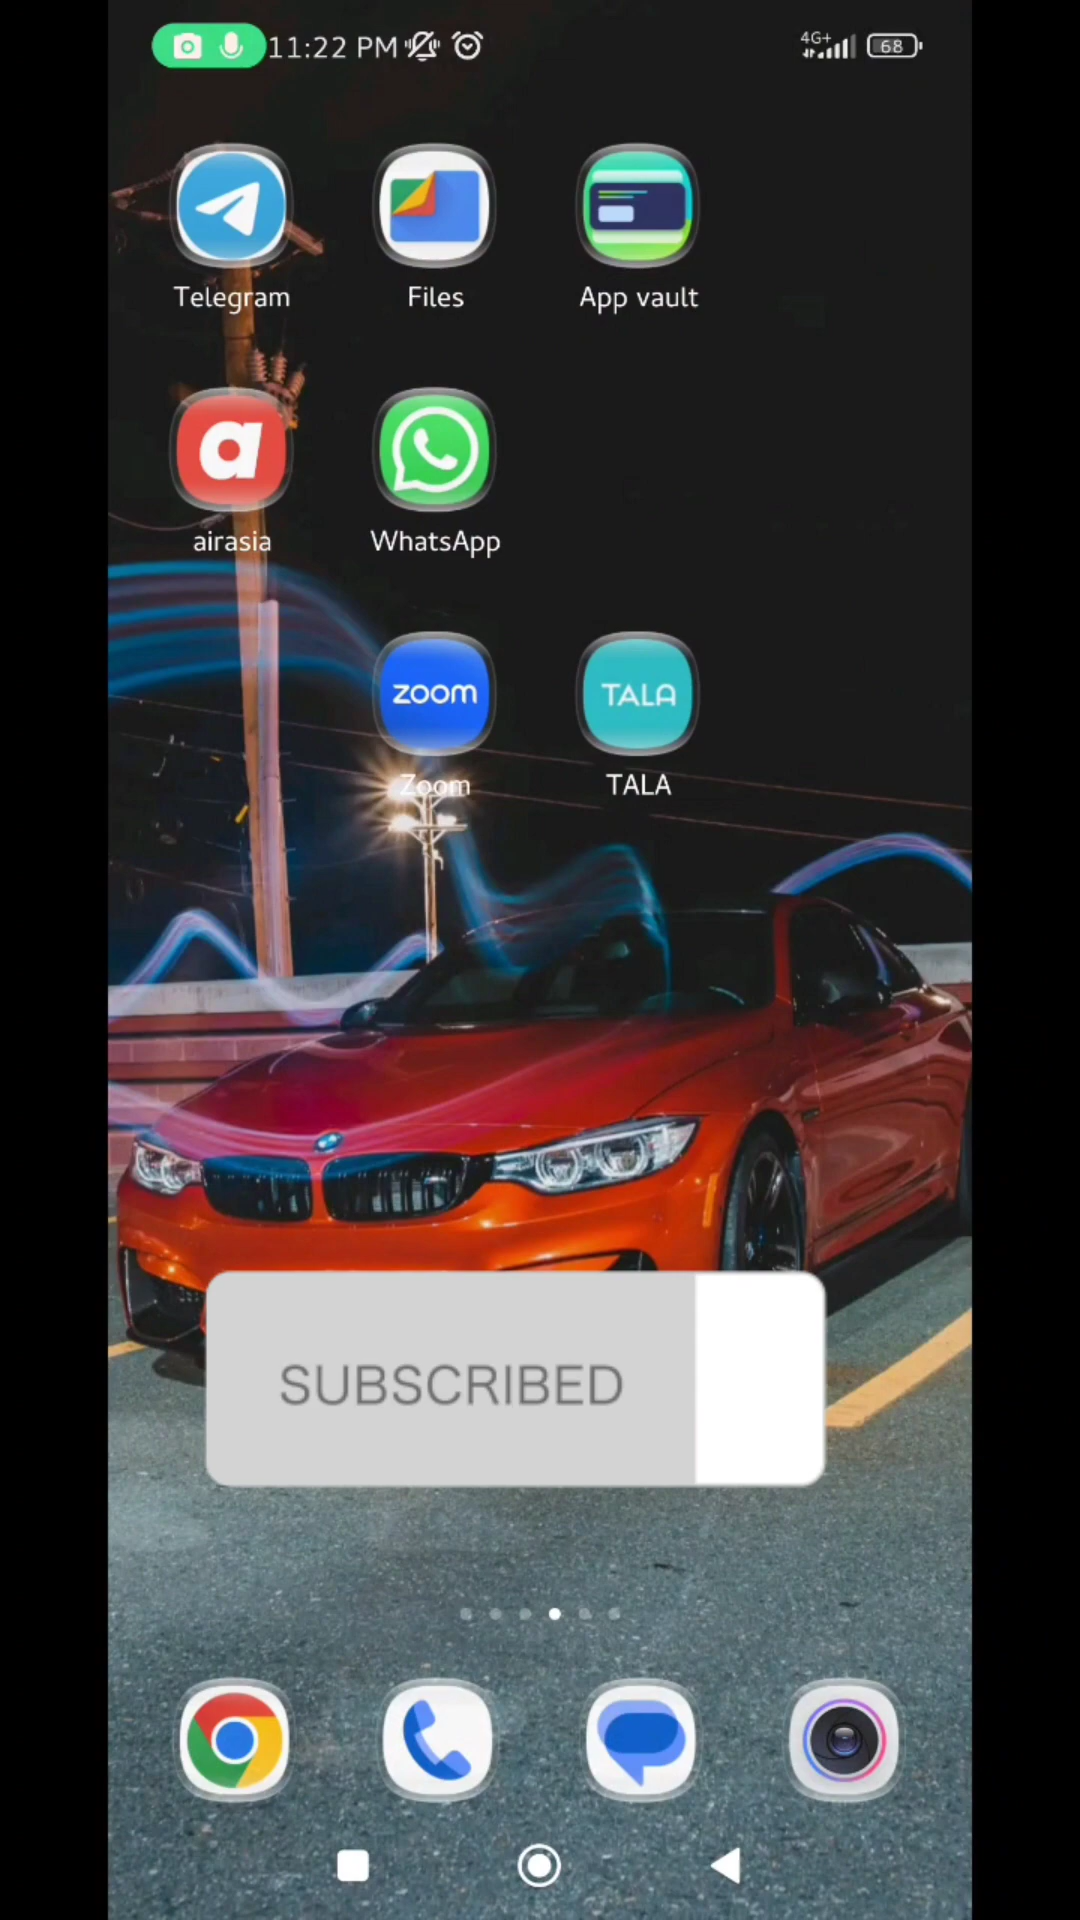 11:22 PM 4G+ 68
Telegram Files App vault
a
airasia WhatsApp
zoom TALA
Zoom TALA
SUBSCRIBED